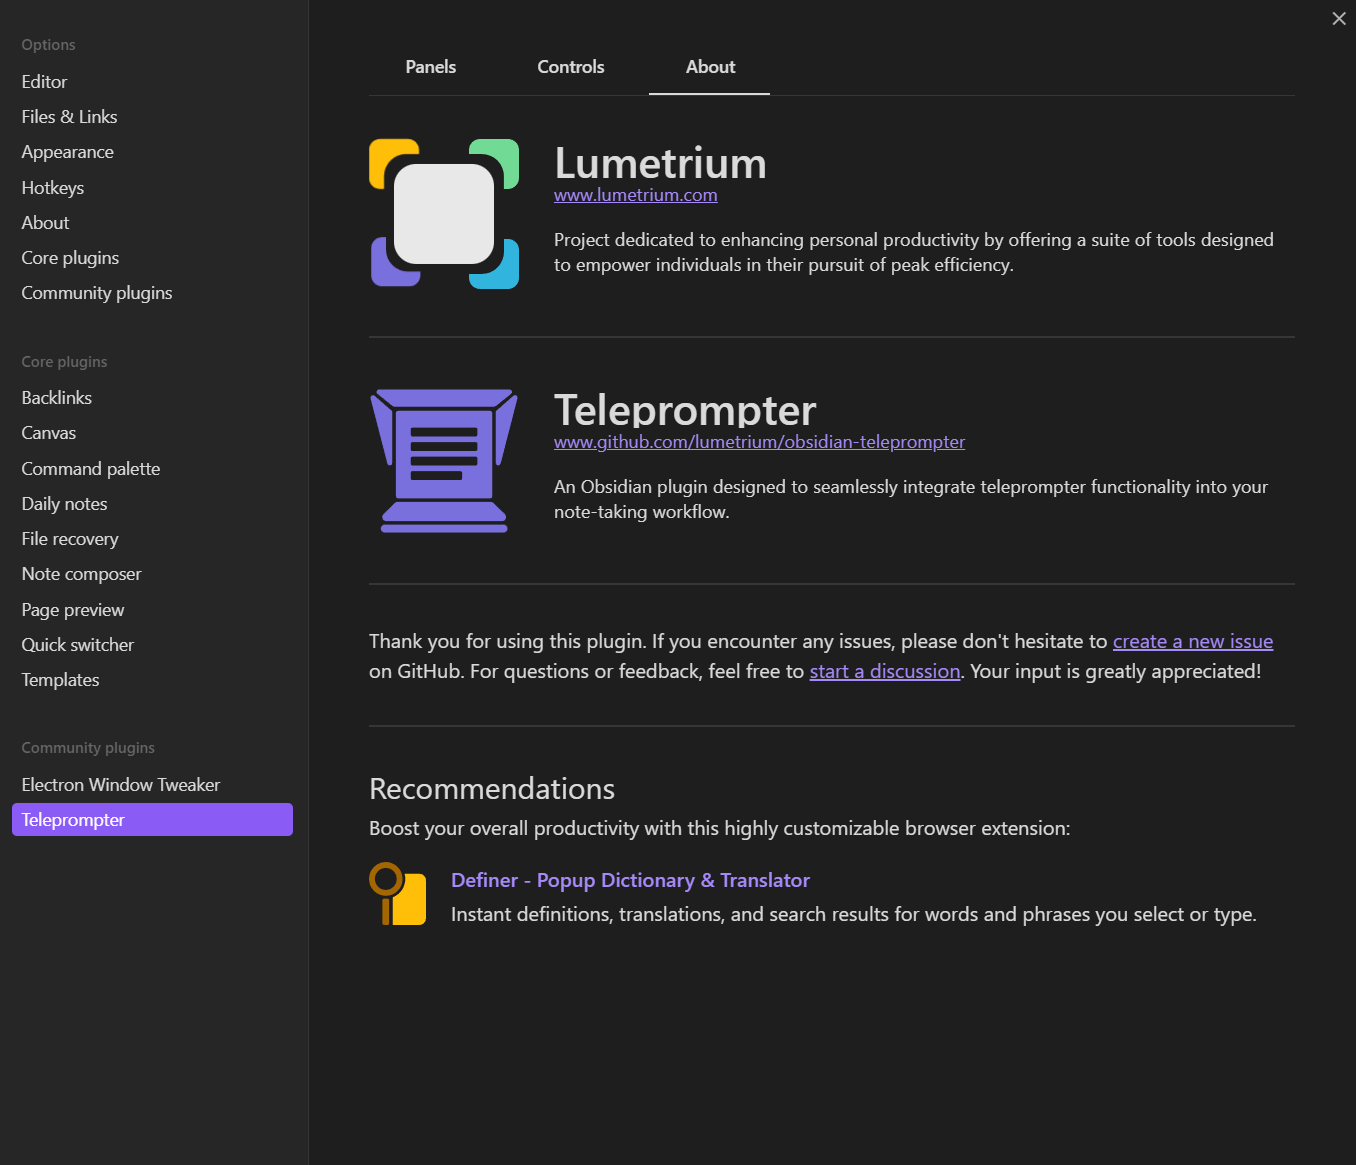 Options
Editor
Files & Links
Appearance
Hotkeys
About
Core plugins
Community plugins
Core plugins
Backlinks
Canvas
Command palette
Daily notes
File recovery
Note composer
Page preview
Quick switcher
Templates
Community plugins
Electron Window Tweaker
Teleprompter
Panels
Controls
About
Lumetrium
www.lumetrium.com
Project dedicated to enhancing personal productivity by offering a suite of tools designed
to empower individuals in their pursuit of peak efficiency.
Teleprompter
www.github.com/lumetrium/obsidian-teleprompter
An Obsidian plugin designed to seamlessly integrate teleprompter functionality into your
note-taking workflow.
Thank you for using this plugin. If you encounter any issues, please don't hesitate to create a new issue
on GitHub. For questions or feedback, feel free to start a discussion. Your input is greatly appreciated!
Recommendations
Boost your overall productivity with this highly customizable browser extension:
Definer - Popup Dictionary & Translator
Instant definitions, translations, and search results for words and phrases you select or type.